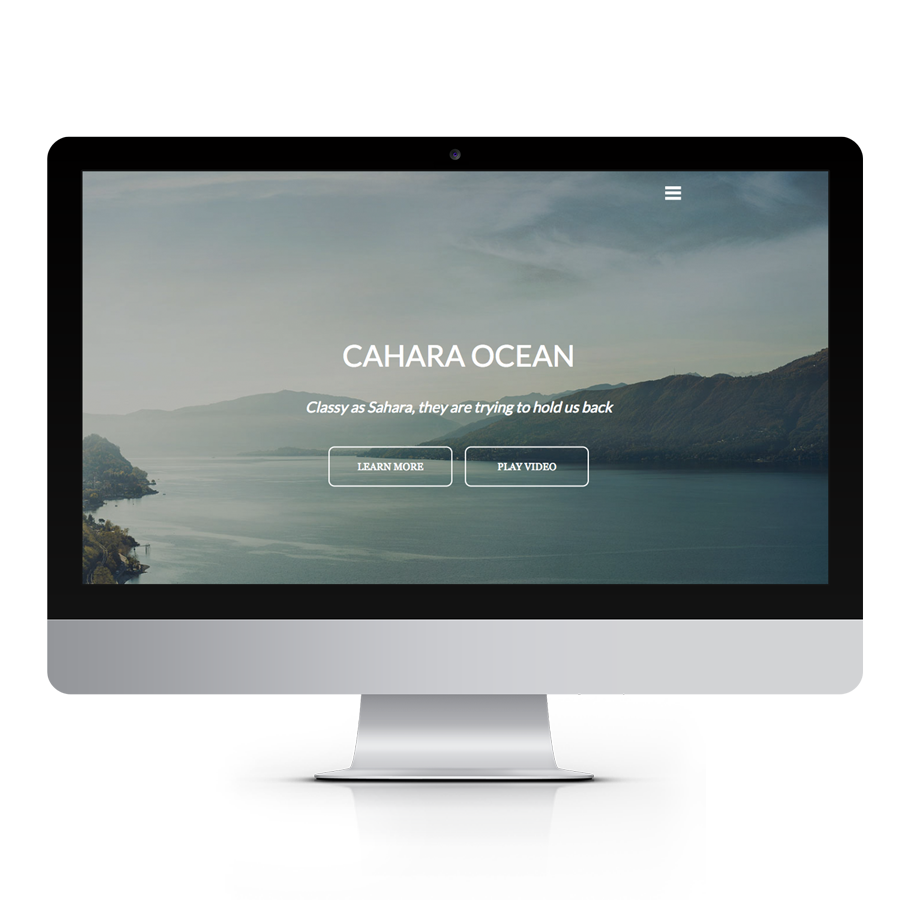 CAHARA OCEAN
Classy as Sahara, they are trying to hold us back
LEARN MORE
PLAY VIDEO